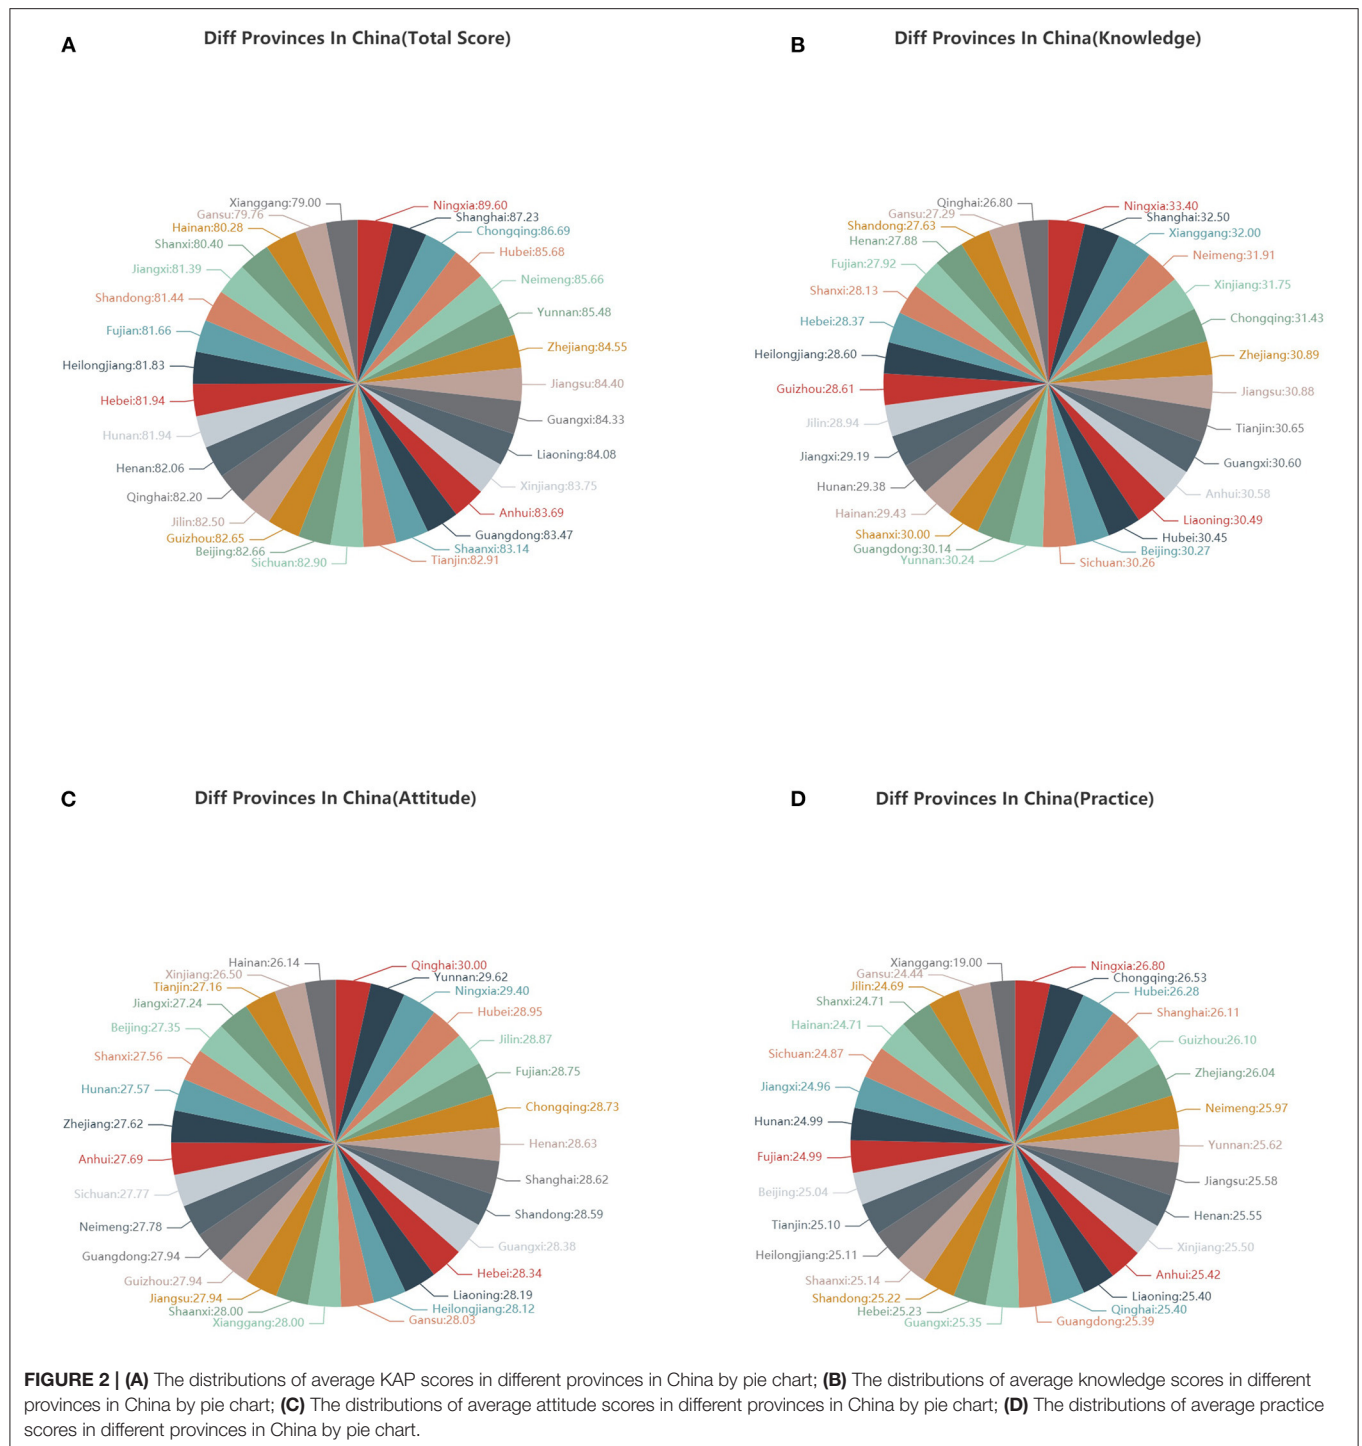 A
Diff Provinces In China(Total Score)
Xianggang:79.00
Gansu:79.76
Hainan:80.28
Shanxi:80.40
Jiangxi:81.39
Shandong:81.44
Fujian:81.66
Heilongjiang:81.83
Hebei:81.94
Hunan:81.94
Henan:82.06
Qinghai:82.20
Jilin:82.50
Guizhou:82.65
Beijing:82.66
Sichuan:82.90
Ningxia:89.60
Shanghai:87.23
Chongqing:86.69
Hubei:85.68
Neimeng:85.66
Yunnan:85.48
Zhejiang:84.55
Jiangsu:84.40
Guangxi:84.33
Liaoning:84.08
Xinjiang:83.75
Anhui:83.69
Guangdong:83.47
Shaanxi:83.14
Tianjin:82.91
B
Diff Provinces In China(Knowledge)
Qinghai:26.80
Gansu:27.29
Shandong:27.63
Henan:27.88
Fujian:27.92
Shanxi:28.13
Hebei:28.37
Heilongjiang:28.60
Guizhou:28.61
Jilin:28.94
Jiangxi:29.19
Hunan:29.38
Hainan:29.43
Shaanxi:30.00
Guangdong:30.14
Yunnan:30.24
Ningxia:33.40
Shanghai:32.50
Xianggang:32.00
Neimeng:31.91
Xinjiang:31.75
Chongqing:31.43
Zhejiang:30.89
Jiangsu:30.88
Tianjin:30.65
Guangxi:30.60
Anhui:30.58
Liaoning:30.49
Hubei:30.45
Beijing:30.27
Sichuan:30.26
C
Diff Provinces In China(Attitude)
Hainan:26.14
Xinjiang:26.50
Tianjin:27.16
Jiangxi:27.24
Beijing:27.35
Shanxi:27.56
Hunan:27.57
Zhejiang:27.62
Anhui:27.69
Sichuan:27.77
Neimeng:27.78
Guangdong:27.94
Guizhou:27.94
Jiangsu:27.94
Shaanxi:28.00
Xianggang:28.00
Qinghai:30.00
Yunnan:29.62
Ningxia:29.40
Hubei:28.95
Jilin:28.87
Fujian:28.75
Chongqing:28.73
Henan:28.63
Shanghai:28.62
Shandong:28.59
Guangxi:28.38
Hebei:28.34
Liaoning:28.19
Heilongjiang:28.12
Gansu:28.03
D
Diff Provinces In China(Practice)
Xianggang:19.00
Gansu:24.44
Jilin:24.69
Shanxi:24.71
Hainan:24.71
Sichuan:24.87
Jiangxi:24.96
Hunan:24.99
Fujian:24.99
Beijing:25.04
Tianjin:25.10
Heilongjiang:25.11
Shaanxi:25.14
Shandong:25.22
Hebei:25.23
Guangxi:25.35
Ningxia:26.80
Chongqing:26.53
Hubei:26.28
Shanghai:26.11
Guizhou:26.10
Zhejiang:26.04
Neimeng:25.97
Yunnan:25.62
Jiangsu:25.58
Henan:25.55
Xinjiang:25.50
Anhui:25.42
Liaoning:25.40
Qinghai:25.40
Guangdong:25.39
FIGURE 2 | (A) The distributions of average KAP scores in different provinces in China by pie chart; (B) The distributions of average knowledge scores in different
provinces in China by pie chart; (C) The distributions of average attitude scores in different provinces in China by pie chart; (D) The distributions of average practice
scores in different provinces in China by pie chart.